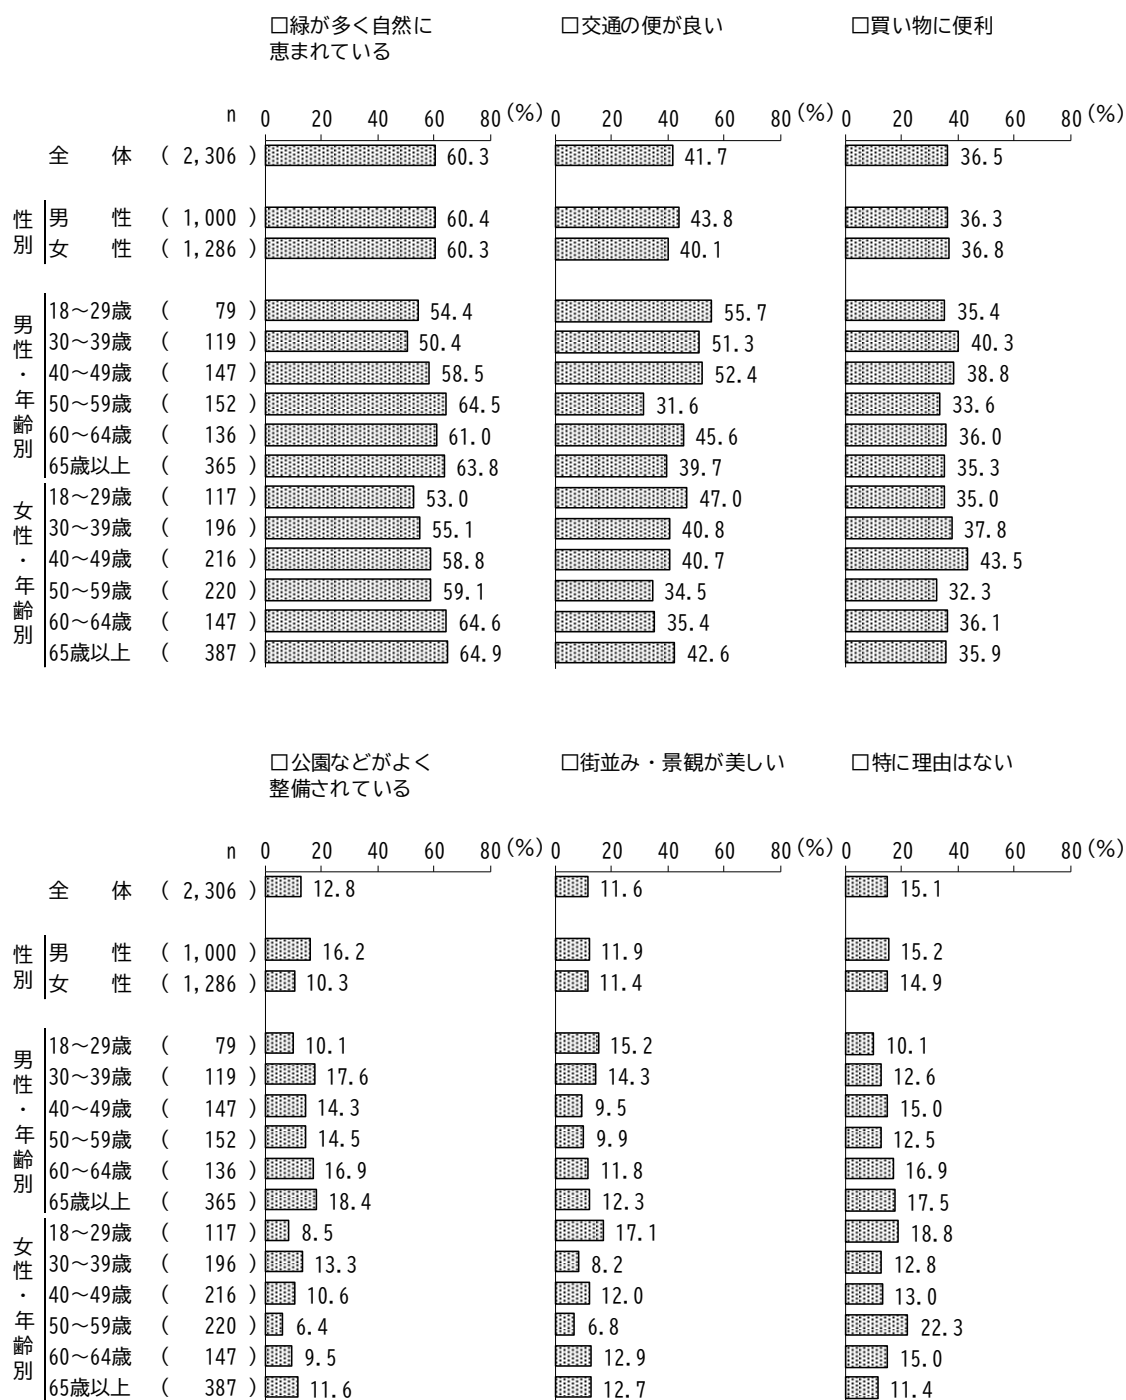 □緑が多く自然に
恵まれている
□交通の便が良い
□買い物に便利
n 0 20 40 60 80(%) 0 20 40 60 80(%) 0 20 40 60 80(%)
全 体 ( 2,306 ) 60.3 41.7 36.5
性別
男 性 ( 1,000 ) 60.4 43.8 36.3
女 性 ( 1,286 ) 60.3 40.1 36.8
男性・年齢別
18～29歳 ( 79 ) 54.4 55.7 35.4
30～39歳 ( 119 ) 50.4 51.3 40.3
40～49歳 ( 147 ) 58.5 52.4 38.8
50～59歳 ( 152 ) 64.5 31.6 33.6
60～64歳 ( 136 ) 61.0 45.6 36.0
65歳以上 ( 365 ) 63.8 39.7 35.3
女性・年齢別
18～29歳 ( 117 ) 53.0 47.0 35.0
30～39歳 ( 196 ) 55.1 40.8 37.8
40～49歳 ( 216 ) 58.8 40.7 43.5
50～59歳 ( 220 ) 59.1 34.5 32.3
60～64歳 ( 147 ) 64.6 35.4 36.1
65歳以上 ( 387 ) 64.9 42.6 35.9
□公園などがよく
整備されている
□街並み・景観が美しい
□特に理由はない
n 0 20 40 60 80(%) 0 20 40 60 80(%) 0 20 40 60 80(%)
全 体 ( 2,306 ) 12.8 11.6 15.1
性別
男 性 ( 1,000 ) 16.2 11.9 15.2
女 性 ( 1,286 ) 10.3 11.4 14.9
男性・年齢別
18～29歳 ( 79 ) 10.1 15.2 10.1
30～39歳 ( 119 ) 17.6 14.3 12.6
40～49歳 ( 147 ) 14.3 9.5 15.0
50～59歳 ( 152 ) 14.5 9.9 12.5
60～64歳 ( 136 ) 16.9 11.8 16.9
65歳以上 ( 365 ) 18.4 12.3 17.5
女性・年齢別
18～29歳 ( 117 ) 8.5 17.1 18.8
30～39歳 ( 196 ) 13.3 8.2 12.8
40～49歳 ( 216 ) 10.6 12.0 13.0
50～59歳 ( 220 ) 6.4 6.8 22.3
60～64歳 ( 147 ) 9.5 12.9 15.0
65歳以上 ( 387 ) 11.6 12.7 11.4